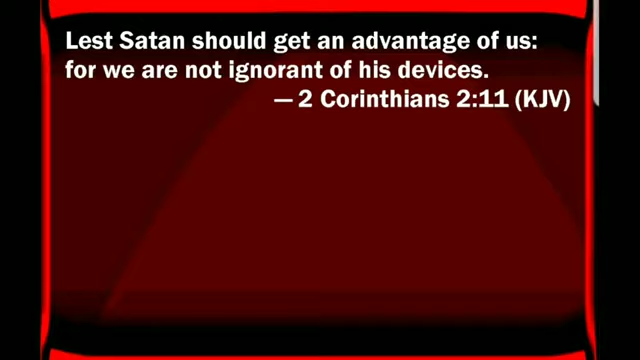 Lest Satan should get an advantage of us:
for we are not ignorant of his devices.
— 2 Corinthians 2:11 (KJV)